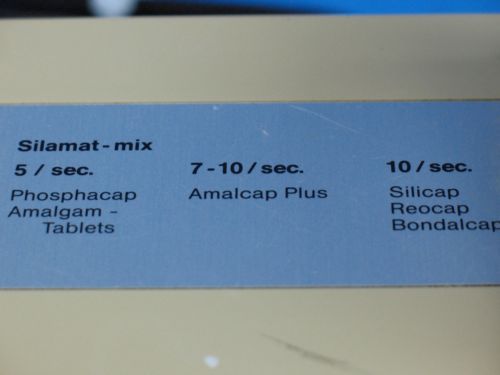 Silamat-mix
5 / sec.
Phosphacap
Amalgam -
Tablets
7-10/sec.
Amalcap Plus
10/sec.
Silicap
Reocap
Bondalcap